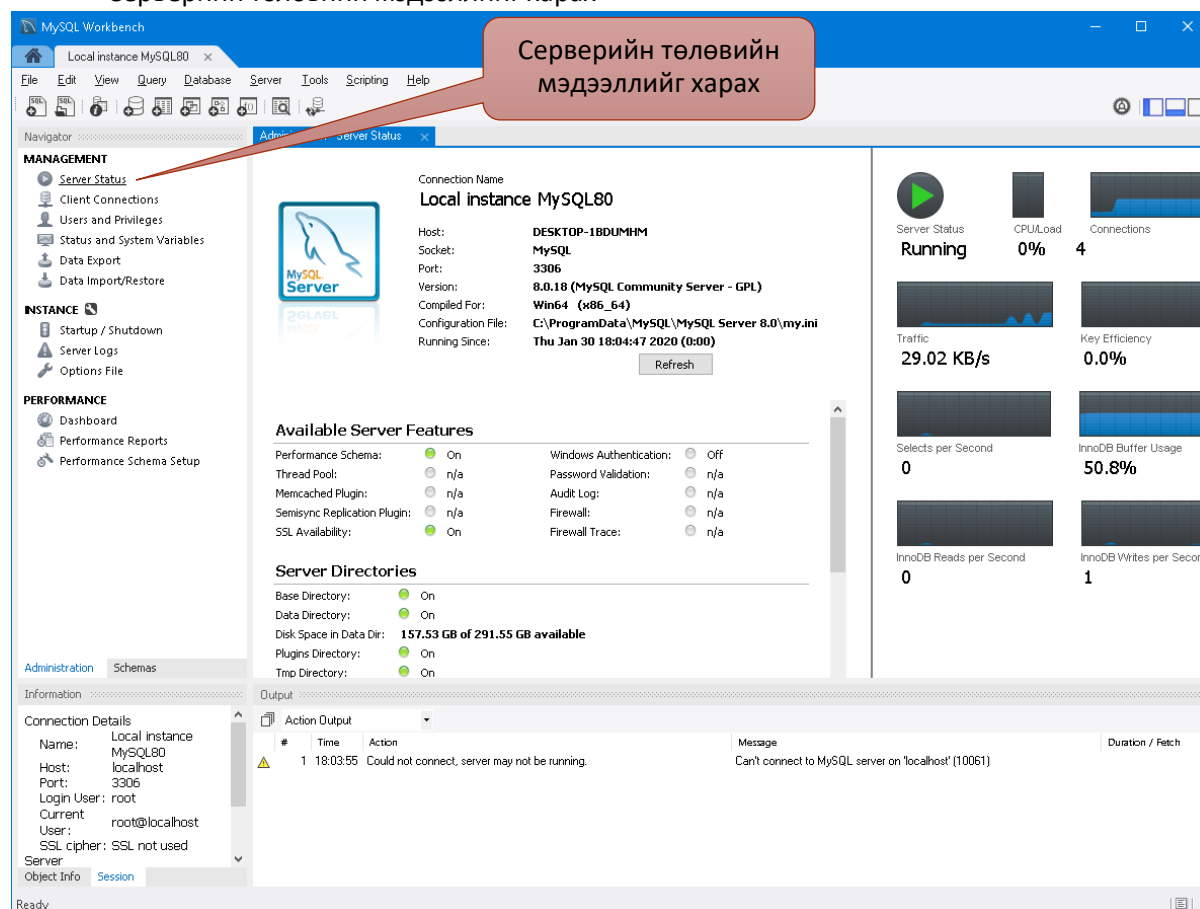 Серверийн төлөвийн мэдээллийг харах
MySQL Workbench
Local instance MySQL80
Серверийн төлөвийн
мэдээллийг харах
File Edit View Query Database Server Tools Scripting Help
Navigator
Server Status
MANAGEMENT
Server Status
Client Connections
Users and Privileges
Status and System Variables
Data Export
Data Import/Restore
INSTANCE
Startup / Shutdown
Server Logs
Options File
PERFORMANCE
Dashboard
Performance Reports
Performance Schema Setup
Administration Schemas
MySQL
Server
Connection Name
Local instance MySQL80
Host: DESKTOP-1BDUMHM
Socket: MySQL
Port: 3306
Version: 8.0.18 (MySQL Community Server - GPL)
Compiled For: Win64 (x86_64)
Configuration File: C:\ProgramData\MySQL\MySQL Server 8.0\my.ini
Running Since: Thu Jan 30 18:04:47 2020 (0:00)
Refresh
Available Server Features
Performance Schema: On Windows Authentication: Off
Thread Pool: n/a Password Validation: n/a
Memcached Plugin: n/a Audit Log: n/a
Semisync Replication Plugin: n/a Firewall: n/a
SSL Availability: On Firewall Trace: n/a
Server Directories
Base Directory: On
Data Directory: On
Disk Space in Data Dir: 157.53 GB of 291.55 GB available
Plugins Directory: On
Tmp Directory: On
Server Status CPU/Load Connections
Running 0% 4
Traffic Key Efficiency
29.02 KB/s 0.0%
Selects per Second InnoDB Buffer Usage
0 50.8%
InnoDB Reads per Second InnoDB Writes per Secon
0 1
Information
Connection Details
Name: Local instance
MySQL80
Host: localhost
Port: 3306
Login User: root
Current
User: root@localhost
SSL cipher: SSL not used
Server
Object Info Session
Output
Action Output
# Time Action Message Duration / Fetch
1 18:03:55 Could not connect, server may not be running. Can't connect to MySQL server on 'localhost' (10061)
Ready